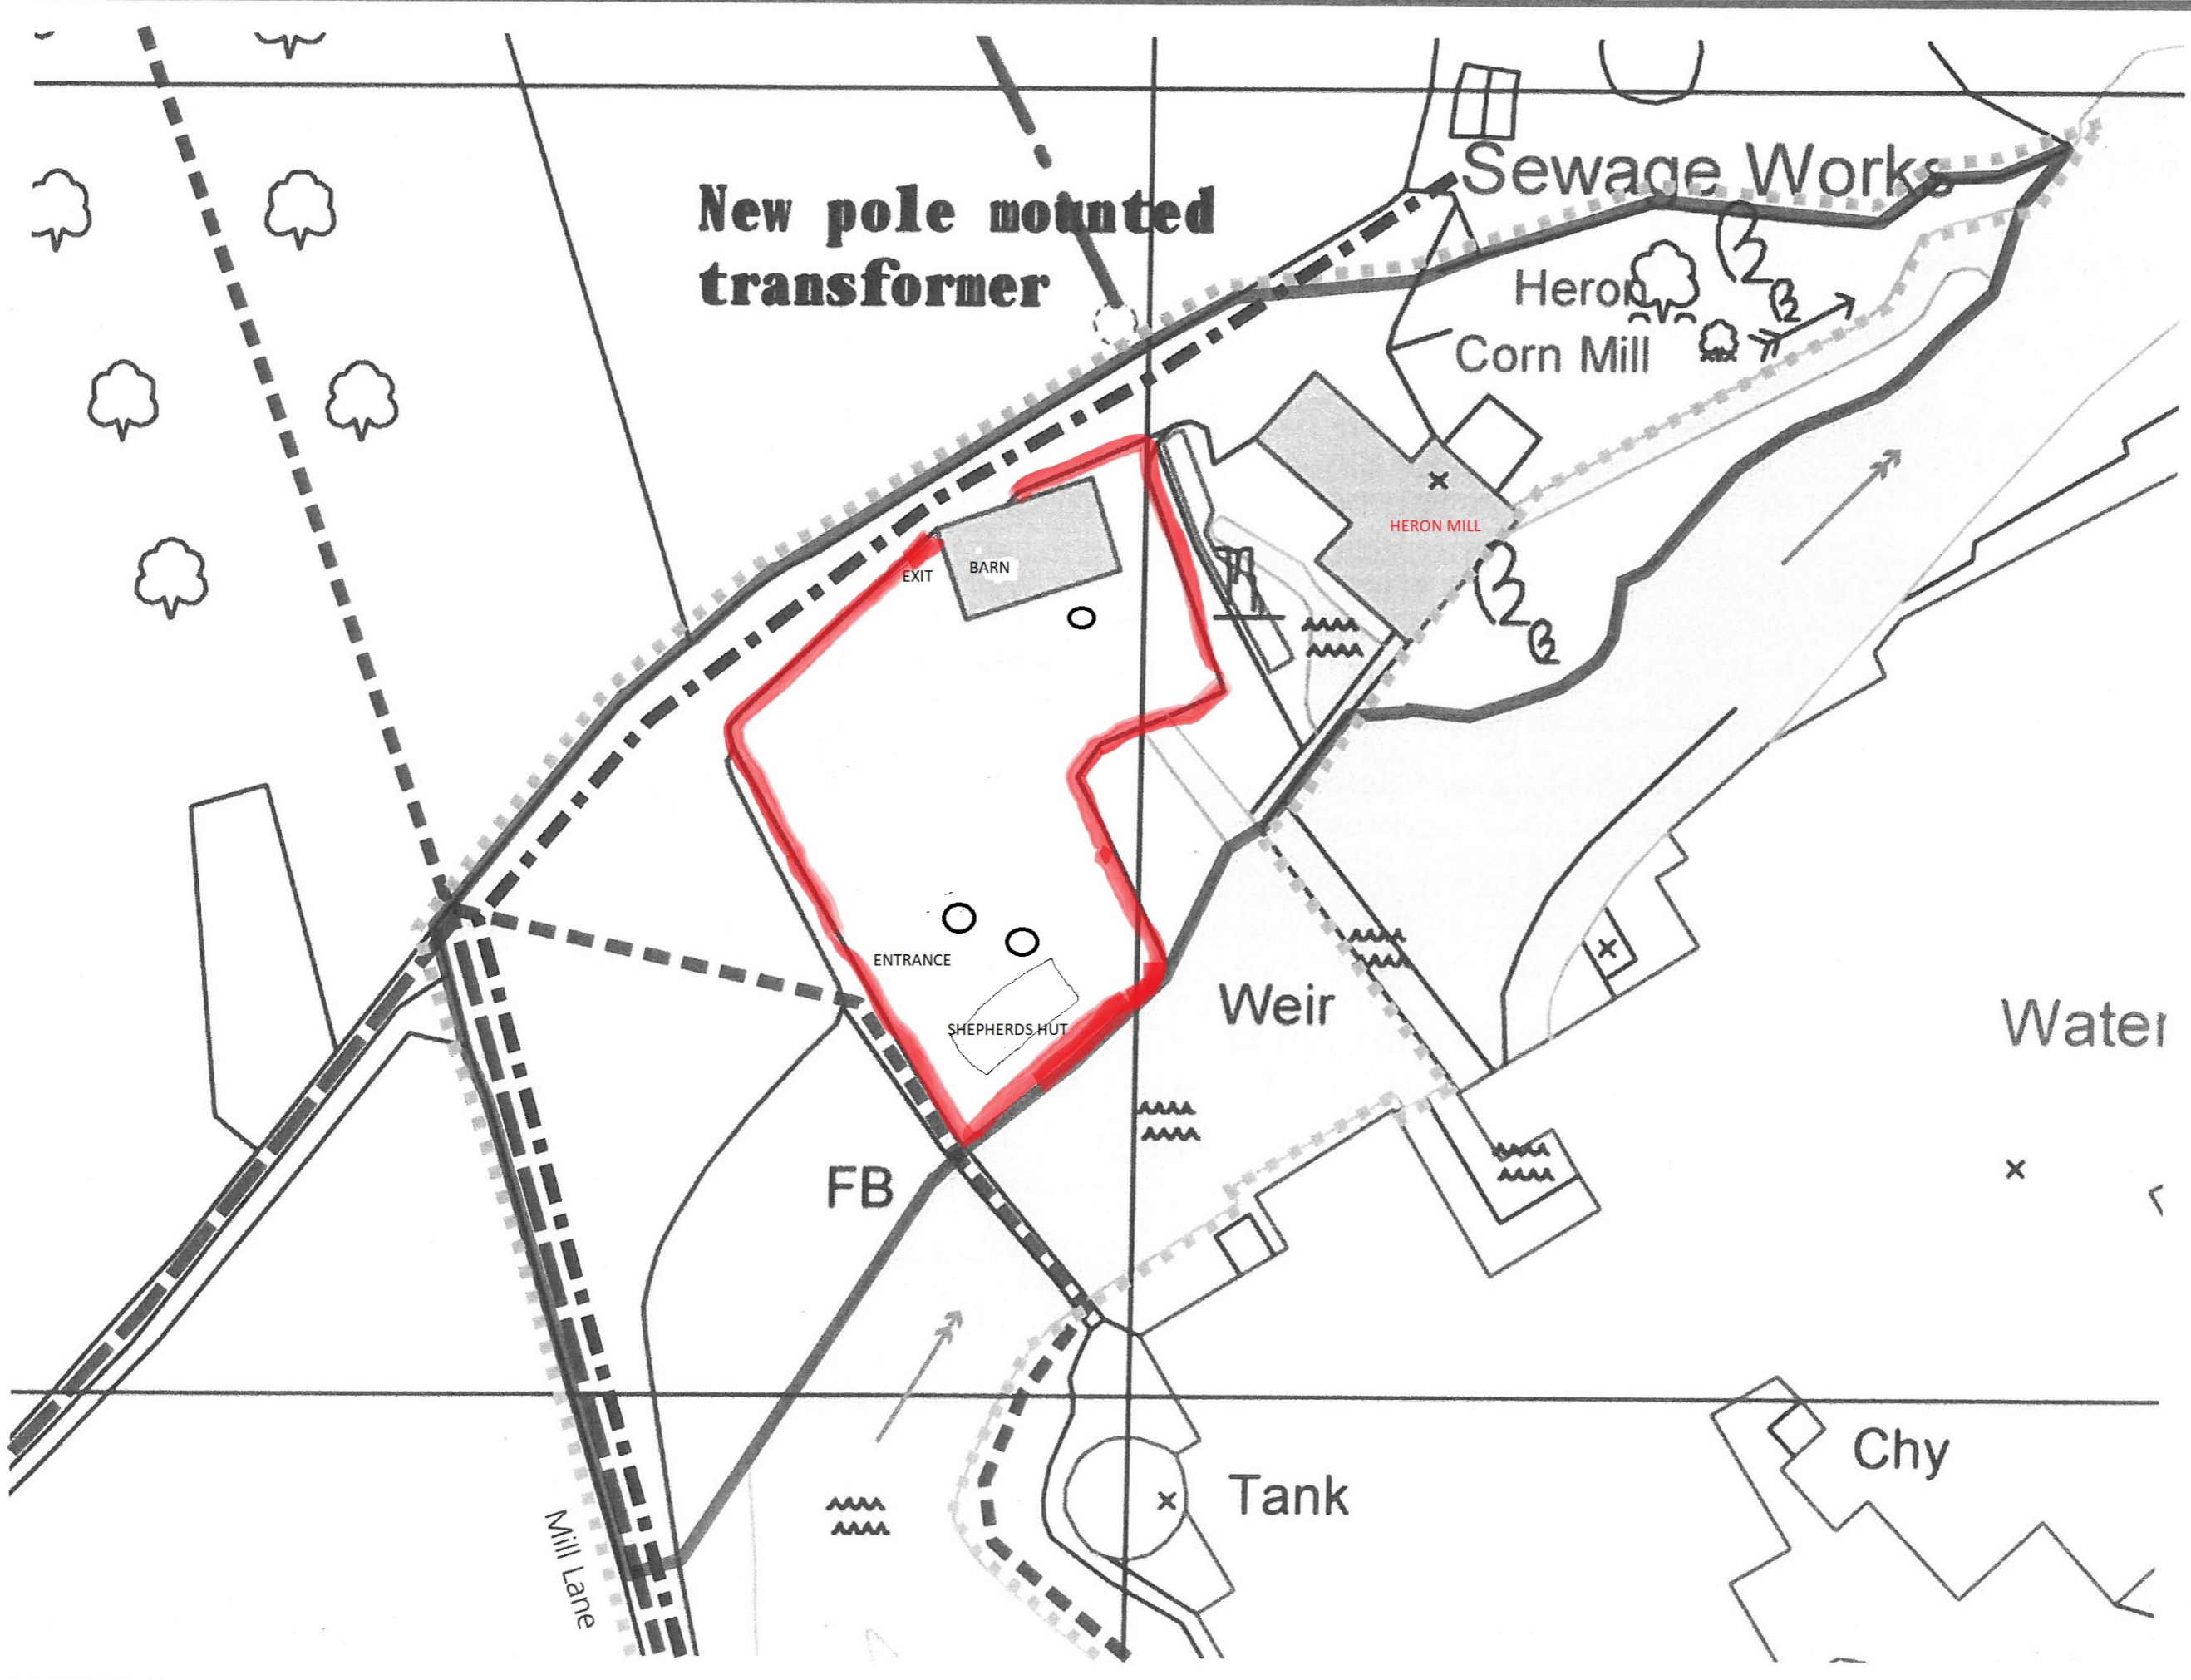 New pole mounted
transformer
Sewage Works
Heron
Corn Mill
HERON MILL
EXIT
BARN
ENTRANCE
SHEPHERDS HUT
Weir
Water
FB
Tank
Chy
Mill Lane